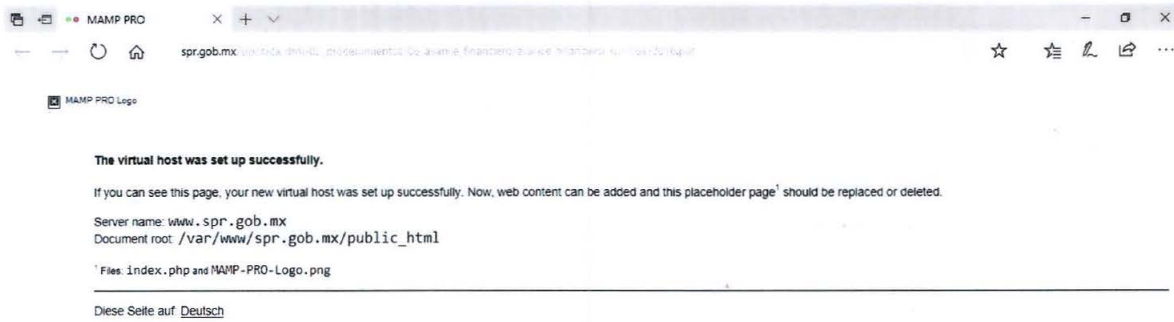 MAMP PRO
spr.gob.mx
MAMP PRO Logo
The virtual host was set up successfully.
If you can see this page, your new virtual host was set up successfully. Now, web content can be added and this placeholder page¹ should be replaced or deleted.
Server name: www.spr.gob.mx
Document root: /var/www/spr.gob.mx/public_html
¹ Files: index.php and MAMP-PRO-Logo.png
Diese Seite auf: Deutsch